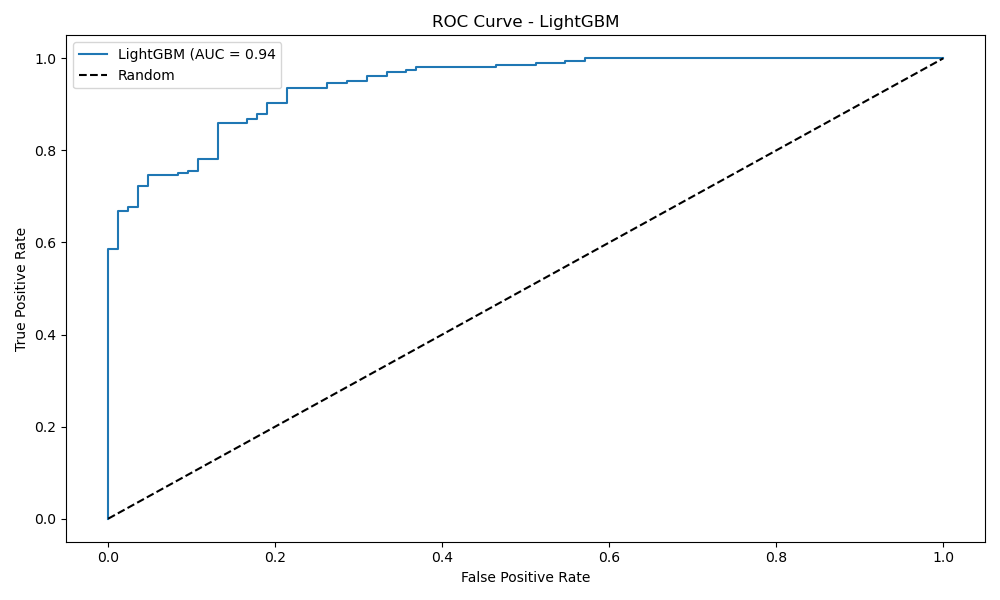 ROC Curve - LightGBM
LightGBM (AUC = 0.94
Random
True Positive Rate
1.0
0.8
0.6
0.4
0.2
0.0
0.0 0.2 0.4 0.6 0.8 1.0
False Positive Rate